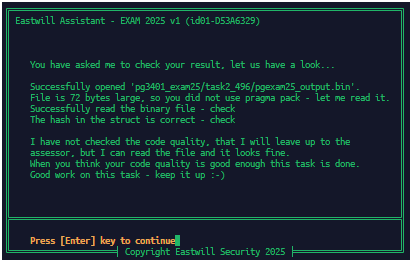 Eastwill Assistant - EXAM 2025 v1 (id01-D53A6329)
You have asked me to check your result, let us have a look...
Successfully opened 'pg3401_exam25/task2_496/pgexam25_output.bin'.
File is 72 bytes large, so you did not use pragma pack - let me read it.
Successfully read the binary file - check
The hash in the struct is correct - check
I have not checked the code quality, that I will leave up to the
assessor, but I can read the file and it looks fine.
When you think your code quality is good enough this task is done.
Good work on this task - keep it up :-)
Press [Enter] key to continue
Copyright Eastwill Security 2025